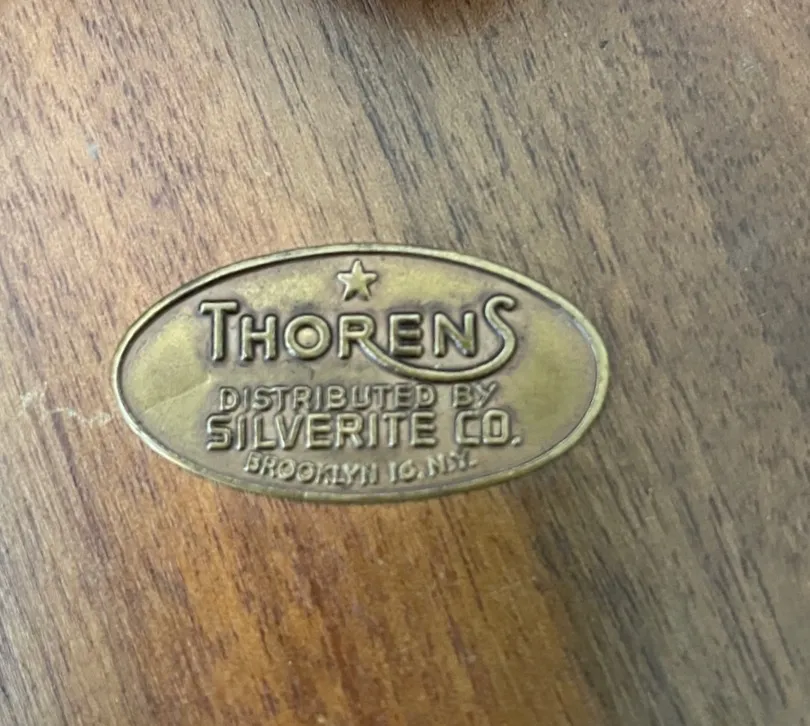 THORENS
DISTRIBUTED BY
SILVERITE CO.
BROOKLYN 16, N.Y.